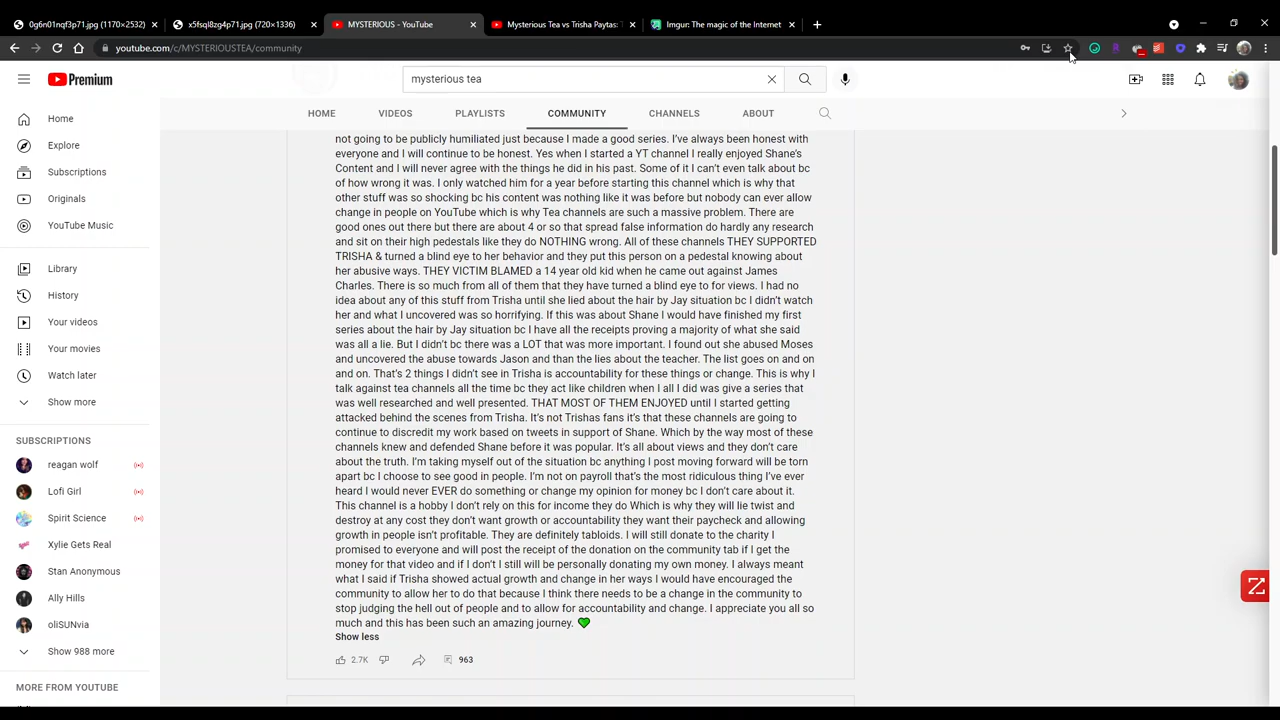 0g6n01nqf3p71.jpg (1170×2532)
x5fsql8zg4p71.jpg (720×1336)
MYSTERIOUS - YouTube
Mysterious Tea vs Trisha Paytas: T
Imgur: The magic of the Internet
youtube.com/c/MYSTERIOUSTEA/community
Premium
mysterious tea
HOME VIDEOS PLAYLISTS COMMUNITY CHANNELS ABOUT
Home
Explore
Subscriptions
Originals
YouTube Music
Library
History
Your videos
Your movies
Watch later
Show more
SUBSCRIPTIONS
reagan wolf
Lofi Girl
Spirit Science
Xylie Gets Real
Stan Anonymous
Ally Hills
oliSUNvia
Show 988 more
MORE FROM YOUTUBE
not going to be publicly humiliated just because I made a good series. I've always been honest with
everyone and I will continue to be honest. Yes when I started a YT channel I really enjoyed Shane's
Content and I will never agree with the things he did in his past. Some of it I can't even talk about bc
of how wrong it was. I only watched him for a year before starting this channel which is why that
other stuff was so shocking bc his content was nothing like it was before but nobody can ever allow
change in people on YouTube which is why Tea channels are such a massive problem. There are
good ones out there but there are about 4 or so that spread false information do hardly any research
and sit on their high pedestals like they do NOTHING wrong. All of these channels THEY SUPPORTED
TRISHA & turned a blind eye to her behavior and they put this person on a pedestal knowing about
her abusive ways. THEY VICTIM BLAMED a 14 year old kid when he came out against James
Charles. There is so much from all of them that they have turned a blind eye to for views. I had no
idea about any of this stuff from Trisha until she lied about the hair by Jay situation bc I didn't watch
her and what I uncovered was so horrifying. If this was about Shane I would have finished my first
series about the hair by Jay situation bc I have all the receipts proving a majority of what she said
was all a lie. But I didn't bc there was a LOT that was more important. I found out she abused Moses
and uncovered the abuse towards Jason and than the lies about the teacher. The list goes on and on
and on. That's 2 things I didn't see in Trisha is accountability for these things or change. This is why I
talk against tea channels all the time bc they act like children when I all I did was give a series that
was well researched and well presented. THAT MOST OF THEM ENJOYED until I started getting
attacked behind the scenes from Trisha. It's not Trishas fans it's that these channels are going to
continue to discredit my work based on tweets in support of Shane. Which by the way most of these
channels knew and defended Shane before it was popular. It's all about views and they don't care
about the truth. I'm taking myself out of the situation bc anything I post moving forward will be torn
apart bc I choose to see good in people. I'm not on payroll that's the most ridiculous thing I've ever
heard I would never EVER do something or change my opinion for money bc I don't care about it.
This channel is a hobby I don't rely on this for income they do Which is why they will lie twist and
destroy at any cost they don't want growth or accountability they want their paycheck and allowing
growth in people isn't profitable. They are definitely tabloids. I will still donate to the charity I
promised to everyone and will post the receipt of the donation on the community tab if I get the
money for that video and if I don't I still will be personally donating my own money. I always meant
what I said if Trisha showed actual growth and change in her ways I would have encouraged the
community to allow her to do that because I think there needs to be a change in the community to
stop judging the hell out of people and to allow for accountability and change. I appreciate you all so
much and this has been such an amazing journey. 💚
Show less
2.7K 963